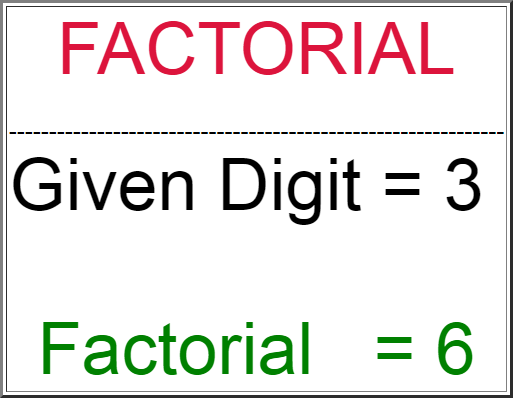 FACTORIAL
Given Digit = 3
Factorial = 6